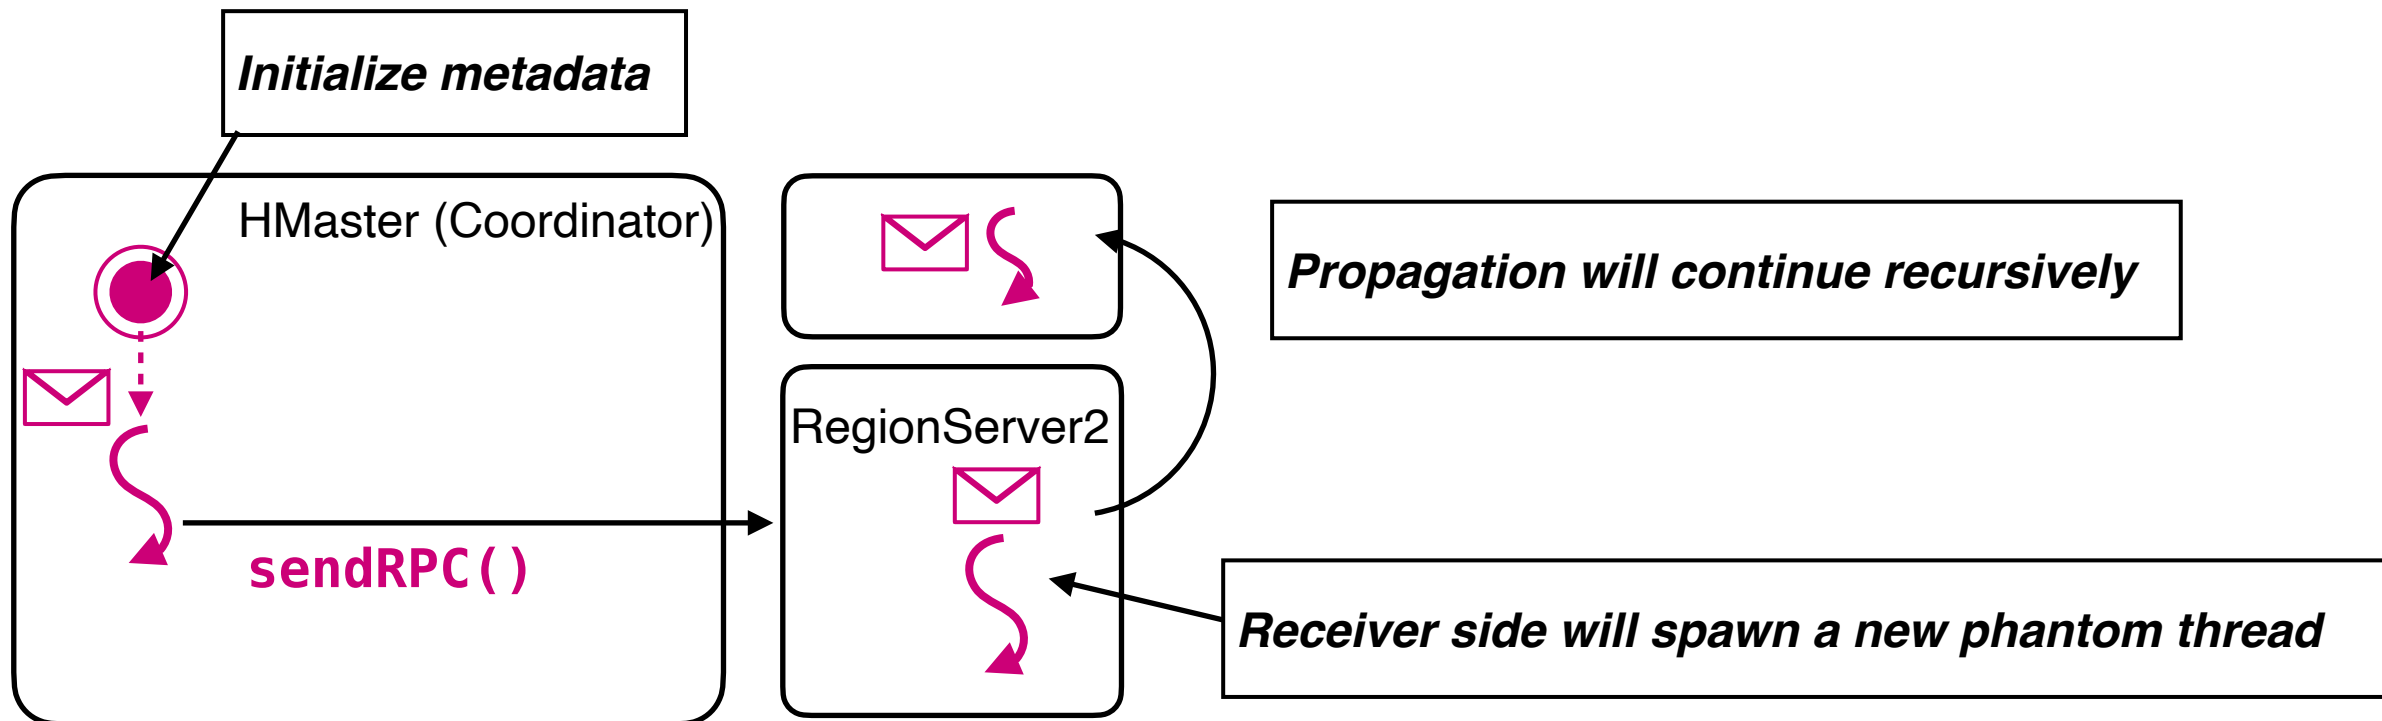 Initialize metadata
HMaster (Coordinator)
Propagation will continue recursively
RegionServer2
sendRPC()
Receiver side will spawn a new phantom thread